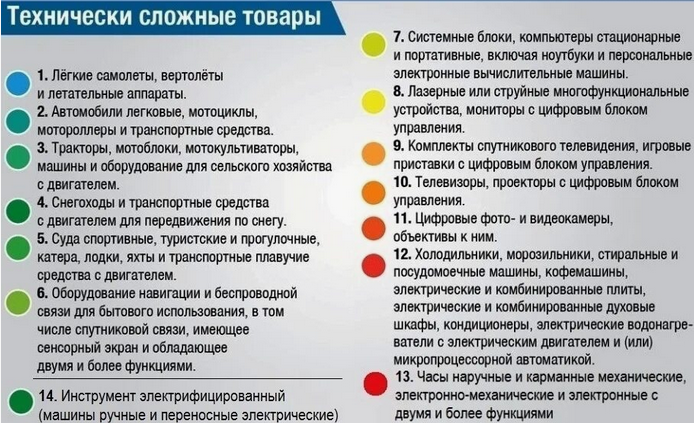 Технически сложные товары
1. Лёгкие самолеты, вертолёты
и летательные аппараты.
2. Автомобили легковые, мотоциклы,
мотороллеры и транспортные средства.
3. Тракторы, мотоблоки, мотокультиваторы,
машины и оборудование для сельского хозяйства
с двигателем.
4. Снегоходы и транспортные средства
с двигателем для передвижения по снегу.
5. Суда спортивные, туристские и прогулочные,
катера, лодки, яхты и транспортные плавучие
средства с двигателем.
6. Оборудование навигации и беспроводной
связи для бытового использования, в том
числе спутниковой связи, имеющее
сенсорный экран и обладающее
двумя и более функциями.
14. Инструмент электрифицированный
(машины ручные и переносные электрические)
7. Системные блоки, компьютеры стационарные
и портативные, включая ноутбуки и персональные
электронные вычислительные машины.
8. Лазерные или струйные многофункциональные
устройства, мониторы с цифровым блоком
управления.
9. Комплекты спутникового телевидения, игровые
приставки с цифровым блоком управления.
10. Телевизоры, проекторы с цифровым блоком
управления.
11. Цифровые фото- и видеокамеры,
объективы к ним.
12. Холодильники, морозильники, стиральные и
посудомоечные машины, кофемашины,
электрические и комбинированные плиты,
электрические и комбинированные духовые
шкафы, кондиционеры, электрические водонагре-
ватели с электрическим двигателем и (или)
микропроцессорной автоматикой.
13. Часы наручные и карманные механические,
электронно-механические и электронные с
двумя и более функциями